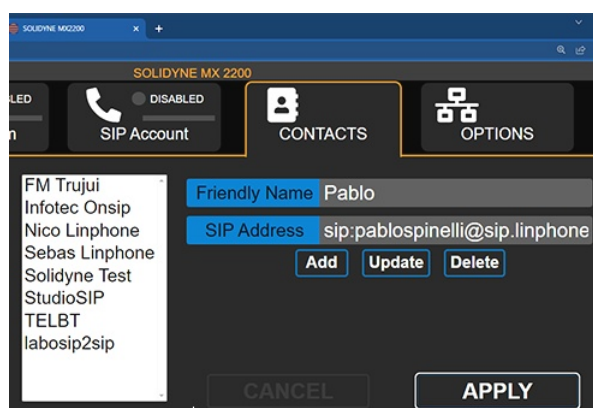 SOLIDYNE MX2200
SOLIDYNE MX 2200
DISABLED
SIP Account
CONTACTS
OPTIONS
FM Trujui
Infotec Onsip
Nico Linphone
Sebas Linphone
Solidyne Test
StudioSIP
TELBT
labosip2sip
Friendly Name Pablo
SIP Address sip:pablospinelli@sip.linphone
Add Update Delete
CANCEL APPLY